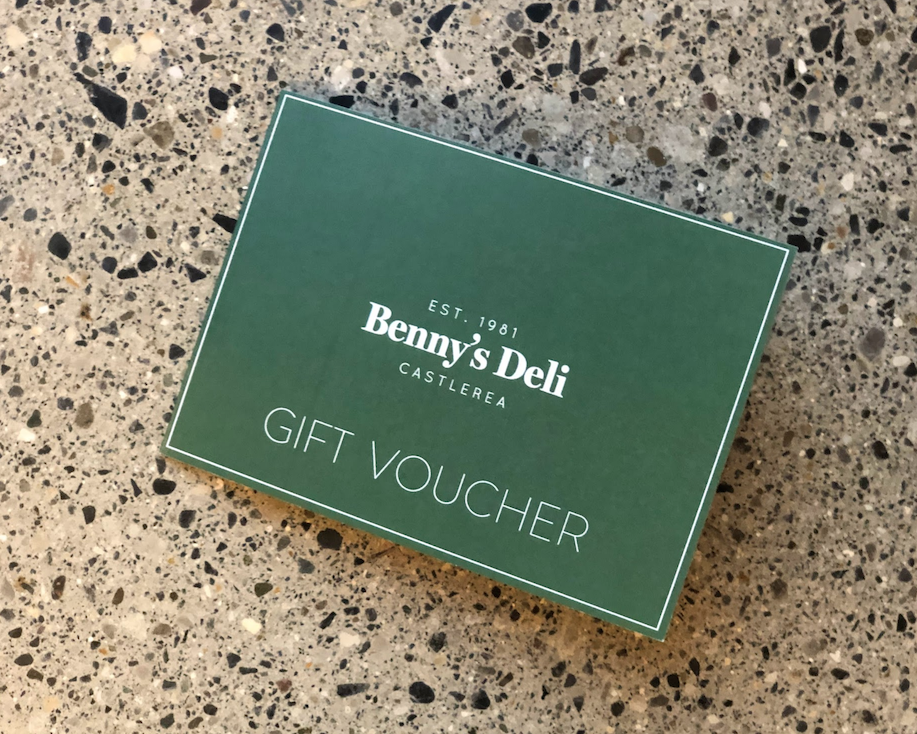 EST. 1981
Benny's Deli
CASTLEREA
GIFT VOUCHER